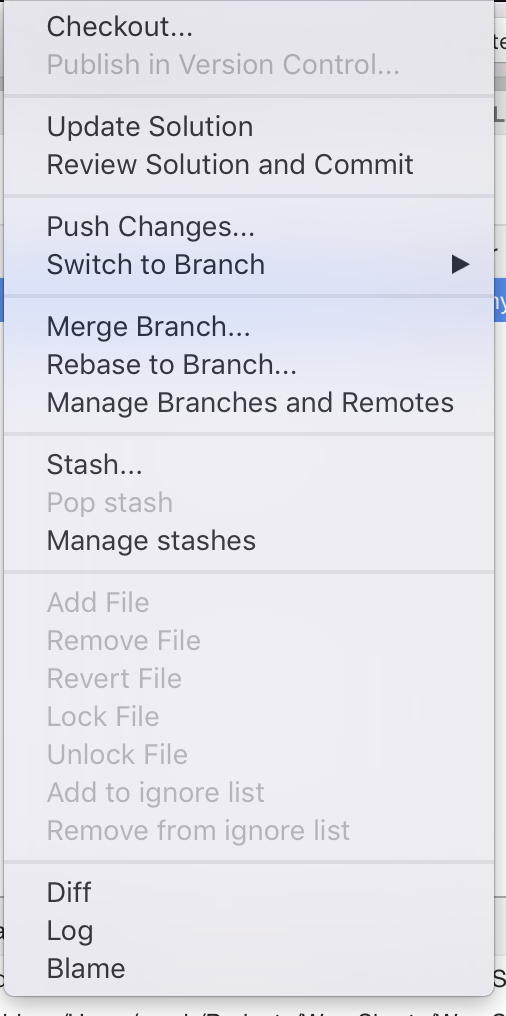 Checkout...
Publish in Version Control...
Update Solution
Review Solution and Commit
Push Changes...
Switch to Branch
Merge Branch...
Rebase to Branch...
Manage Branches and Remotes
Stash...
Pop stash
Manage stashes
Add File
Remove File
Revert File
Lock File
Unlock File
Add to ignore list
Remove from ignore list
Diff
Log
Blame